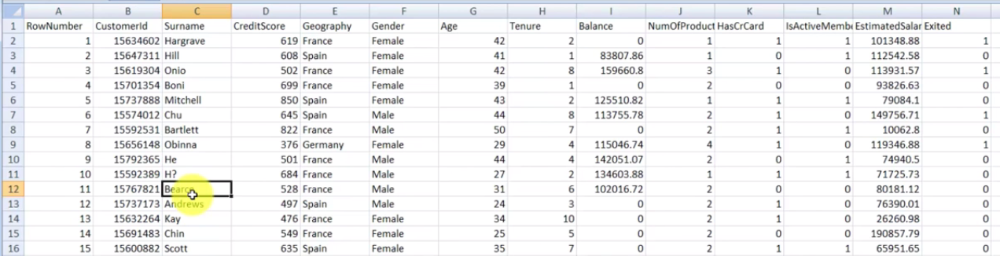 A B C D E F G H I J K L M N
1 RowNumber CustomerId Surname CreditScore Geography Gender Age Tenure Balance NumOfProduct HasCrCard IsActiveMembe EstimatedSalar Exited
2 1 15634602 Hargrave 619 France Female 42 2 0 1 1 1 101348.88 1
3 2 15647311 Hill 608 Spain Female 41 1 83807.86 1 0 1 112542.58 0
4 3 15619304 Onio 502 France Female 42 8 159660.8 3 1 0 113931.57 1
5 4 15701354 Boni 699 France Female 39 1 0 2 0 0 93826.63 0
6 5 15737888 Mitchell 850 Spain Female 43 2 125510.82 1 1 1 79084.1 0
7 6 15574012 Chu 645 Spain Male 44 8 113755.78 2 1 0 149756.71 1
8 7 15592531 Bartlett 822 France Male 50 7 0 2 1 1 10062.8 0
9 8 15656148 Obinna 376 Germany Female 29 4 115046.74 4 1 0 119346.88 1
10 9 15792365 He 501 France Male 44 4 142051.07 2 0 1 74940.5 0
11 10 15592389 H? 684 France Male 27 2 134603.88 1 1 1 71725.73 0
12 11 15767821 Bearce 528 France Male 31 6 102016.72 2 0 0 80181.12 0
13 12 15737173 Andrews 497 Spain Male 24 3 0 2 1 0 76390.01 0
14 13 15632264 Kay 476 France Female 34 10 0 2 1 0 26260.98 0
15 14 15691483 Chin 549 France Female 25 5 0 2 0 0 190857.79 0
16 15 15600882 Scott 635 Spain Female 35 7 0 2 1 1 65951.65 0